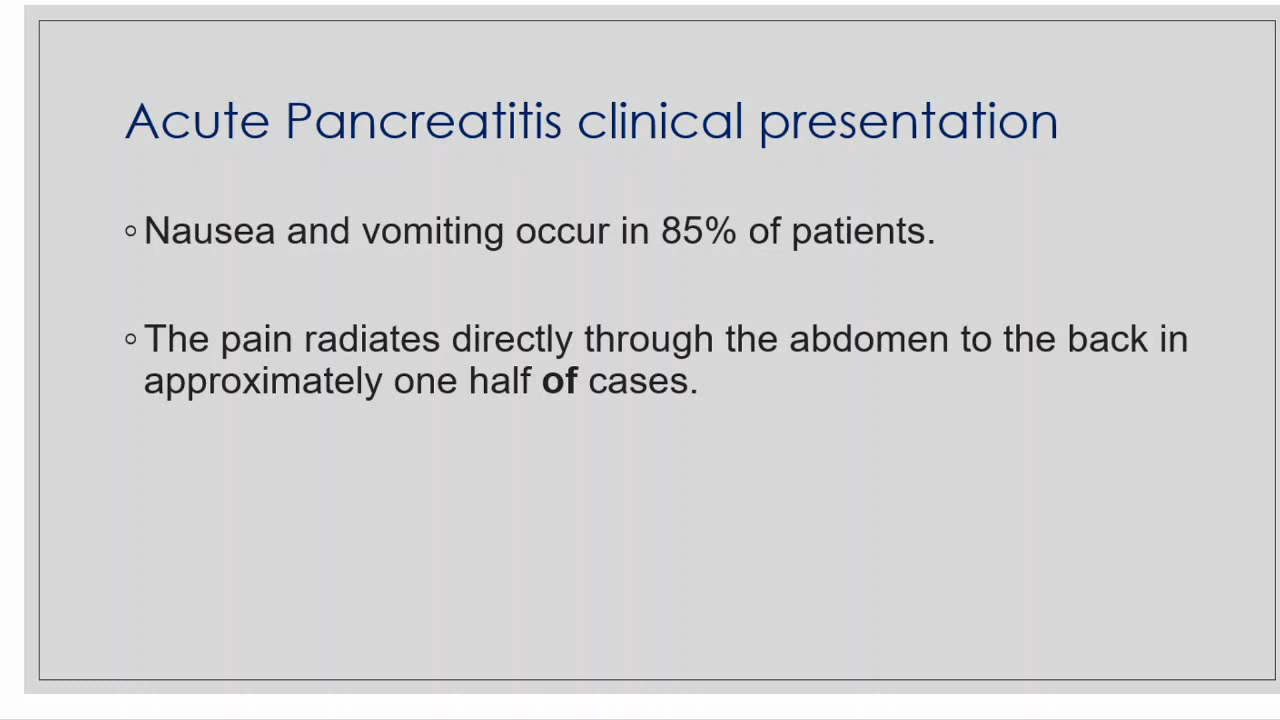 Acute Pancreatitis clinical presentation
◦Nausea and vomiting occur in 85% of patients.
◦The pain radiates directly through the abdomen to the back in
approximately one half of cases.